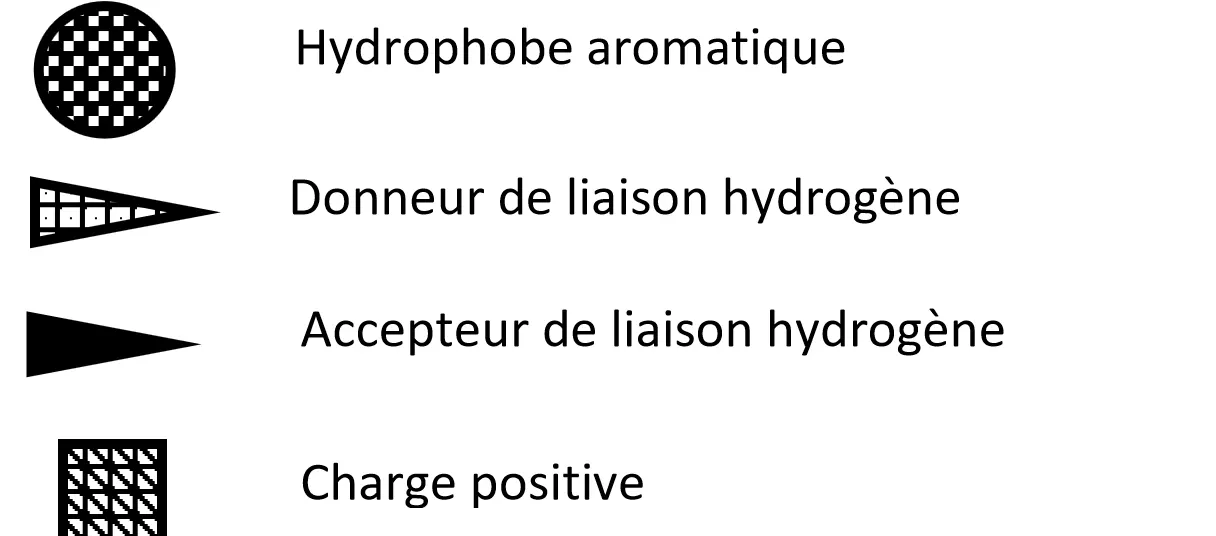 Hydrophobe aromatique
Donneur de liaison hydrogène
Accepteur de liaison hydrogène
Charge positive